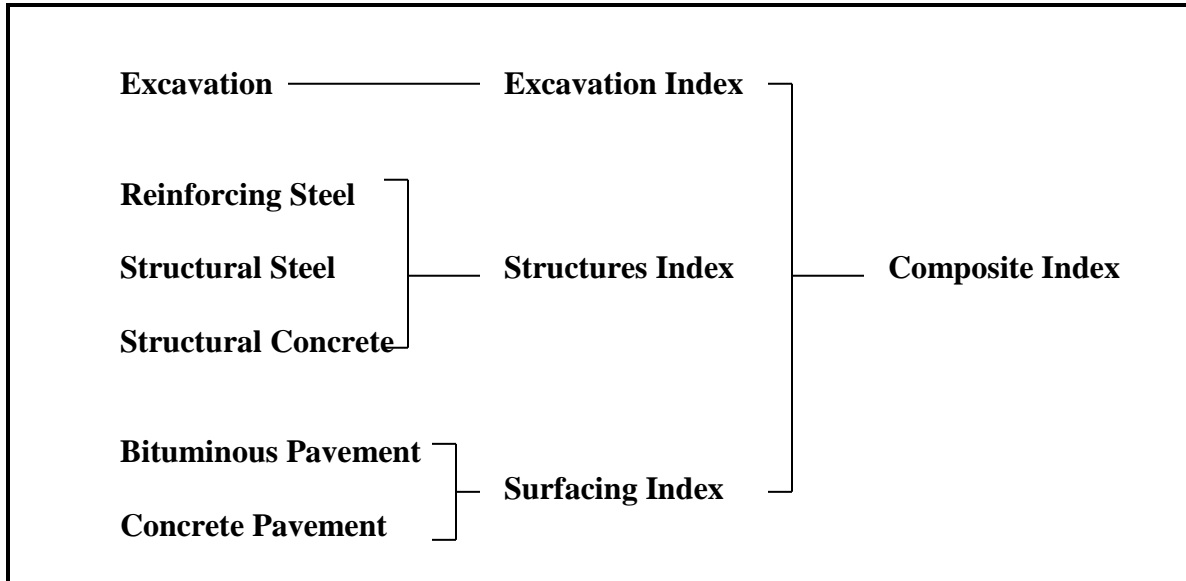 Excavation
Excavation Index
Reinforcing Steel
Structural Steel
Structures Index
Composite Index
Structural Concrete
Bituminous Pavement
Surfacing Index
Concrete Pavement